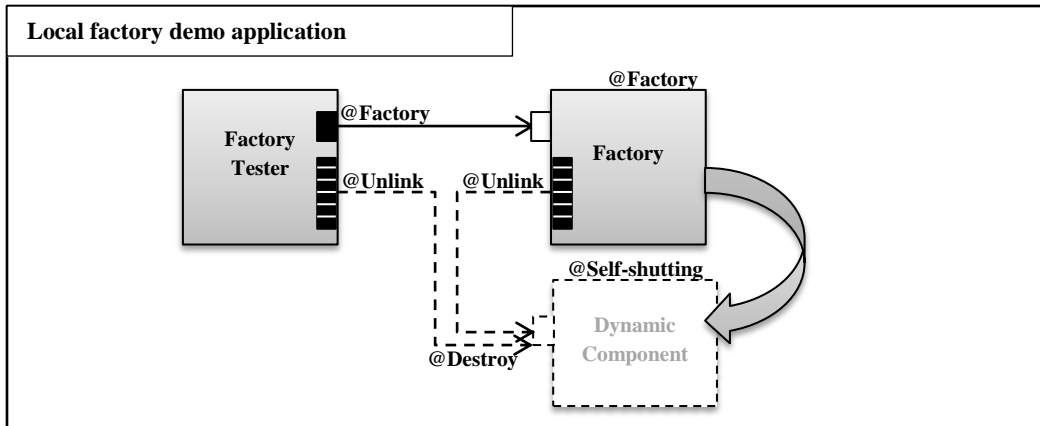 Local factory demo application
@Factory
@Factory
Factory
Tester
Factory
@Unlink
@Unlink
@Self-shutting
Dynamic
Component
@Destroy